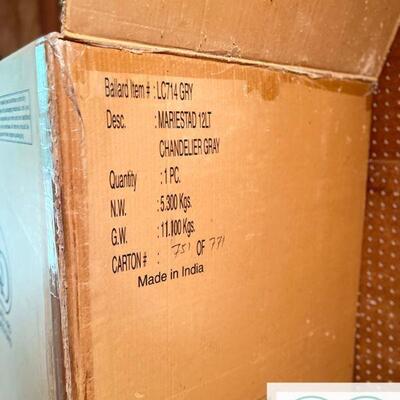 Ballard Item # : LC714 GRY
Desc. : MARIESTAD 12LT
CHANDELIER GRAY
Quantity : 1 PC.
N.W. : 5.300 Kgs.
G.W. : 11.100 Kgs.
CARTON # : 751 OF 771
Made in India